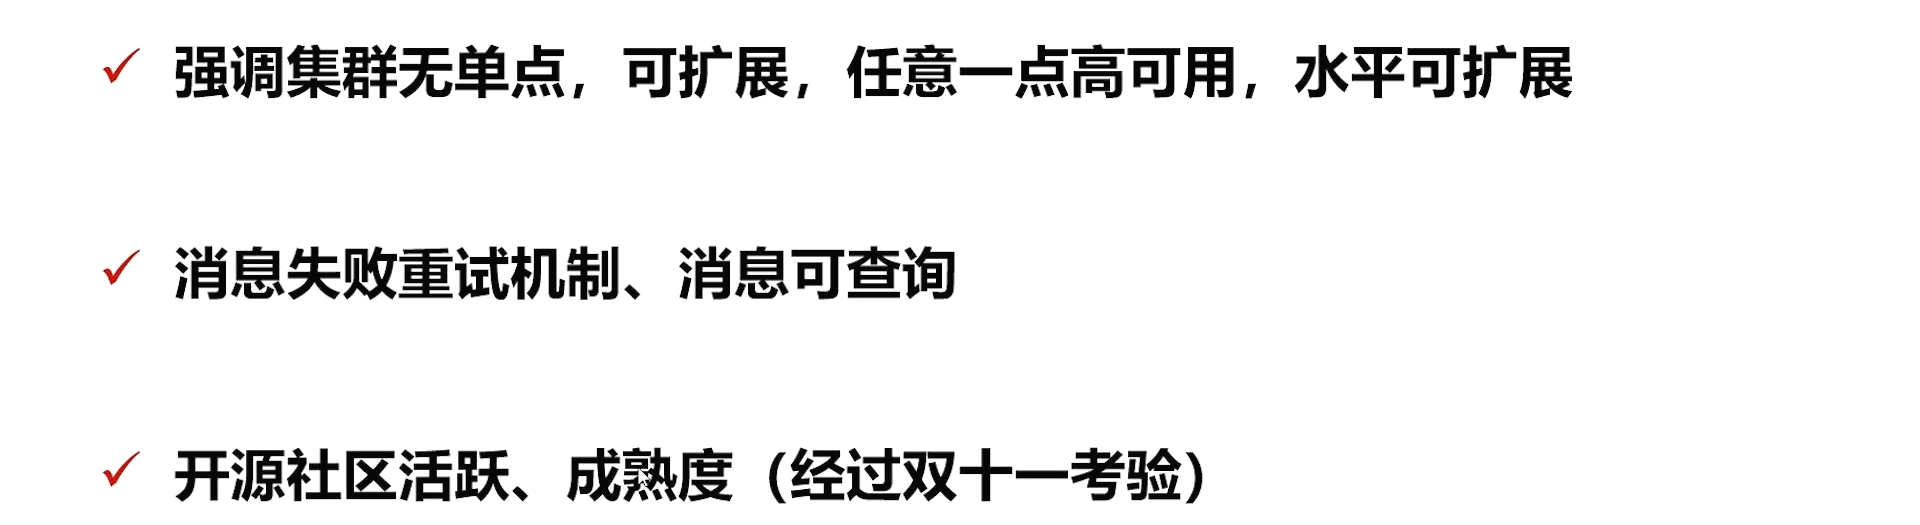 ✓ 强调集群无单点，可扩展，任意一点高可用，水平可扩展
✓ 消息失败重试机制、消息可查询
✓ 开源社区活跃、成熟度（经过双十一考验）